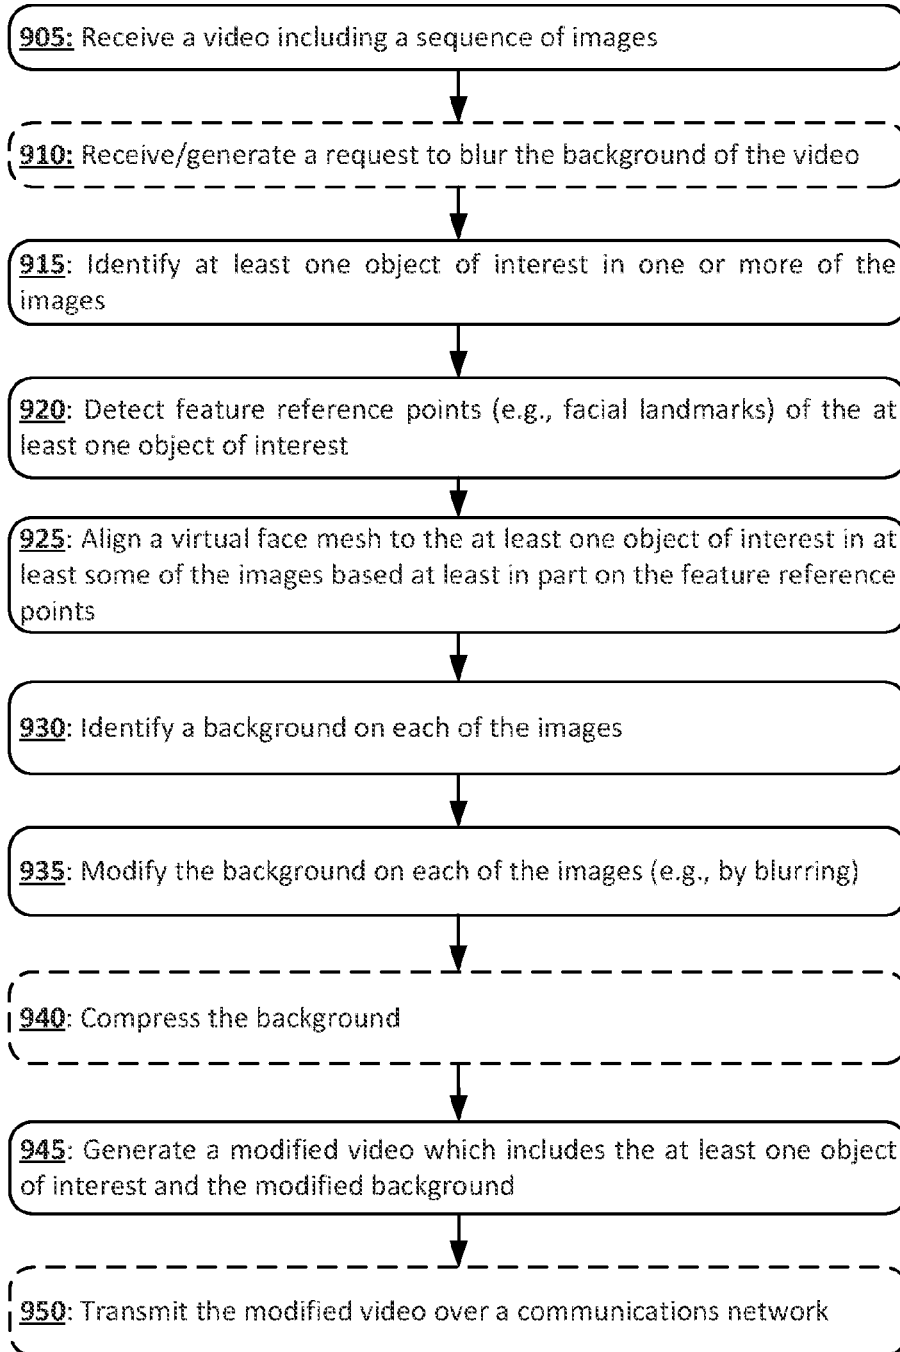 905: Receive a video including a sequence of images
910: Receive/generate a request to blur the background of the video
915: Identify at least one object of interest in one or more of the
images
920: Detect feature reference points (e.g., facial landmarks) of the at
least one object of interest
925: Align a virtual face mesh to the at least one object of interest in at
least some of the images based at least in part on the feature reference
points
930: Identify a background on each of the images
935: Modify the background on each of the images (e.g., by blurring)
940: Compress the background
945: Generate a modified video which includes the at least one object
of interest and the modified background
950: Transmit the modified video over a communications network